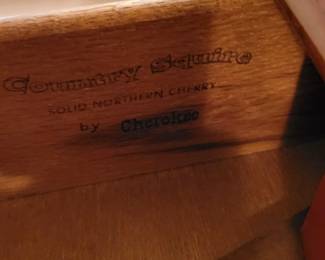 Country Squire
SOLID NORTHERN CHERRY
by Cherokee